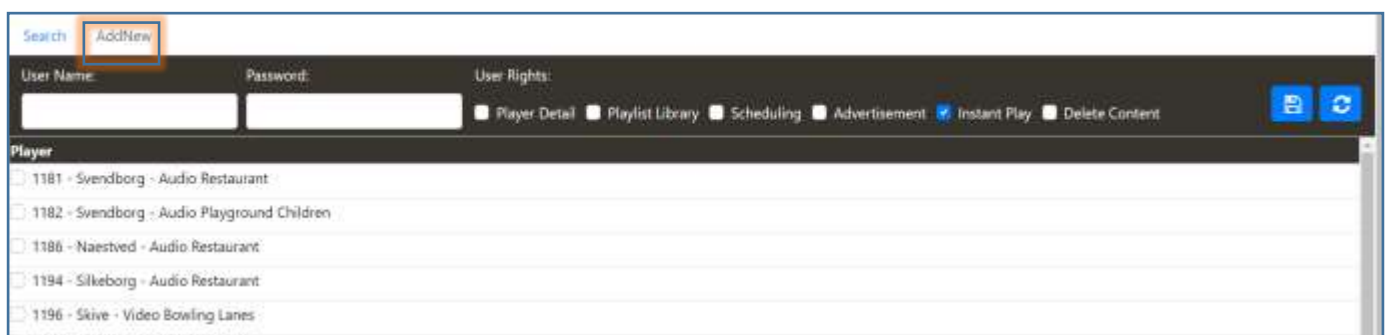 Search AddNew
User Name: Password: User Rights:
Player Detail Playlist Library Scheduling Advertisement Instant Play Delete Content
Player
1181 - Svendborg - Audio Restaurant
1182 - Svendborg - Audio Playground Children
1186 - Naestved - Audio Restaurant
1194 - Silkeborg - Audio Restaurant
1196 - Skive - Video Bowling Lanes